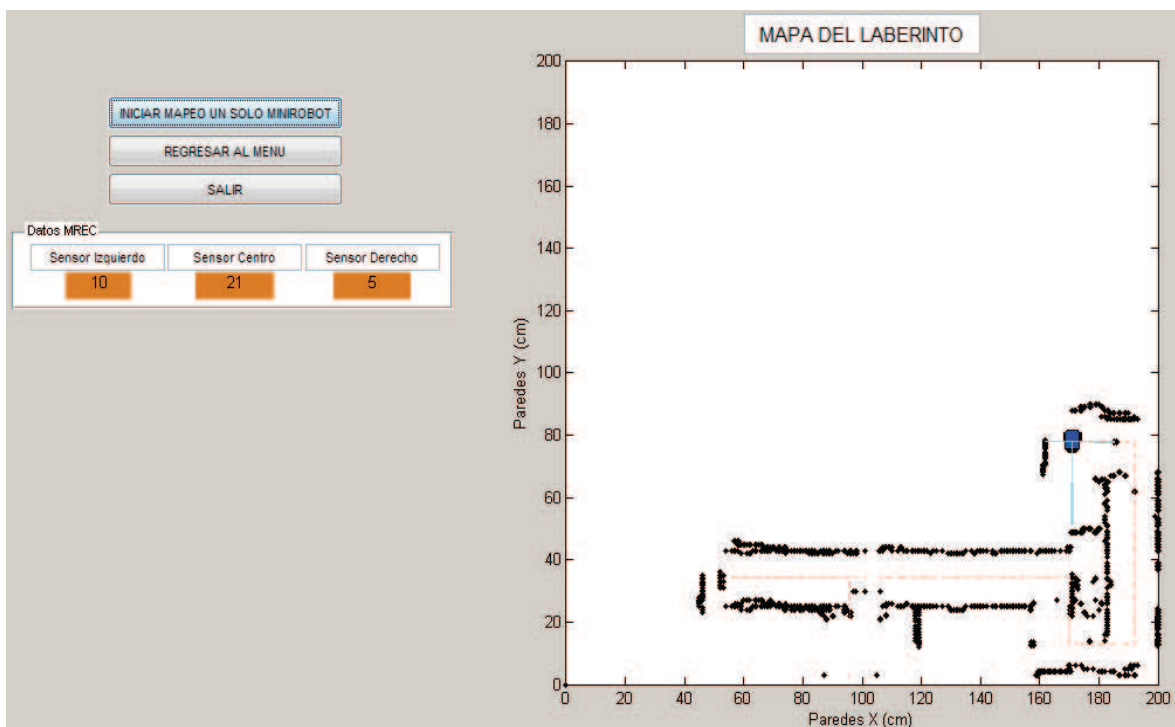 MAPA DEL LABERINTO
INICIAR MAPEO UN SOLO MINIROBOT
REGRESAR AL MENU
SALIR
Datos MREC
Sensor Izquierdo Sensor Centro Sensor Derecho
10 21 5
Paredes Y (cm)
200
180
160
140
120
100
80
60
40
20
0
0 20 40 60 80 100 120 140 160 180 200
Paredes X (cm)